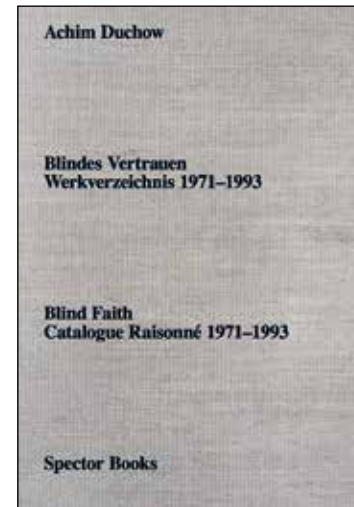 Achim Duchow
Blindes Vertrauen
Werkverzeichnis 1971–1993
Blind Faith
Catalogue Raisonné 1971–1993
Spector Books